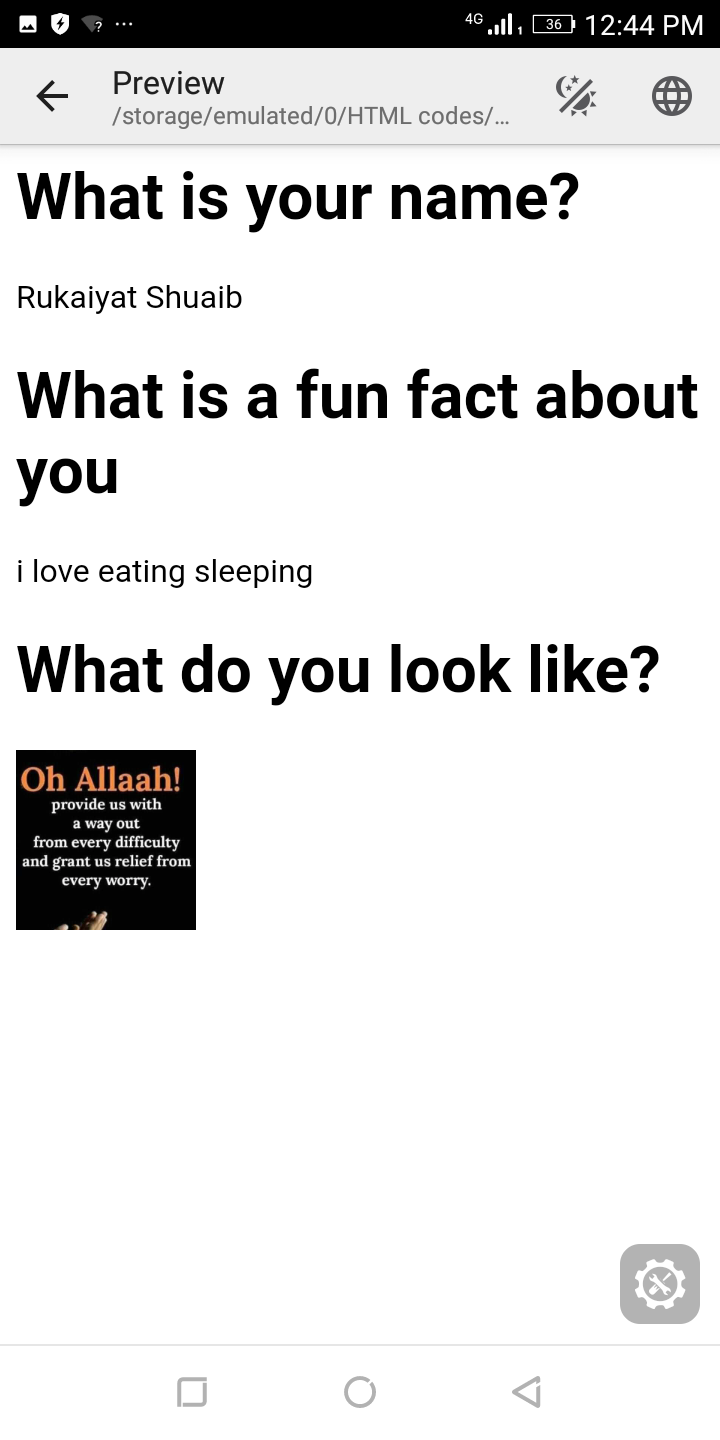 4G 1 36 12:44 PM
Preview
/storage/emulated/0/HTML codes/...
What is your name?
Rukaiyat Shuaib
What is a fun fact about
you
i love eating sleeping
What do you look like?
Oh Allaah!
provide us with
a way out
from every difficulty
and grant us relief from
every worry.